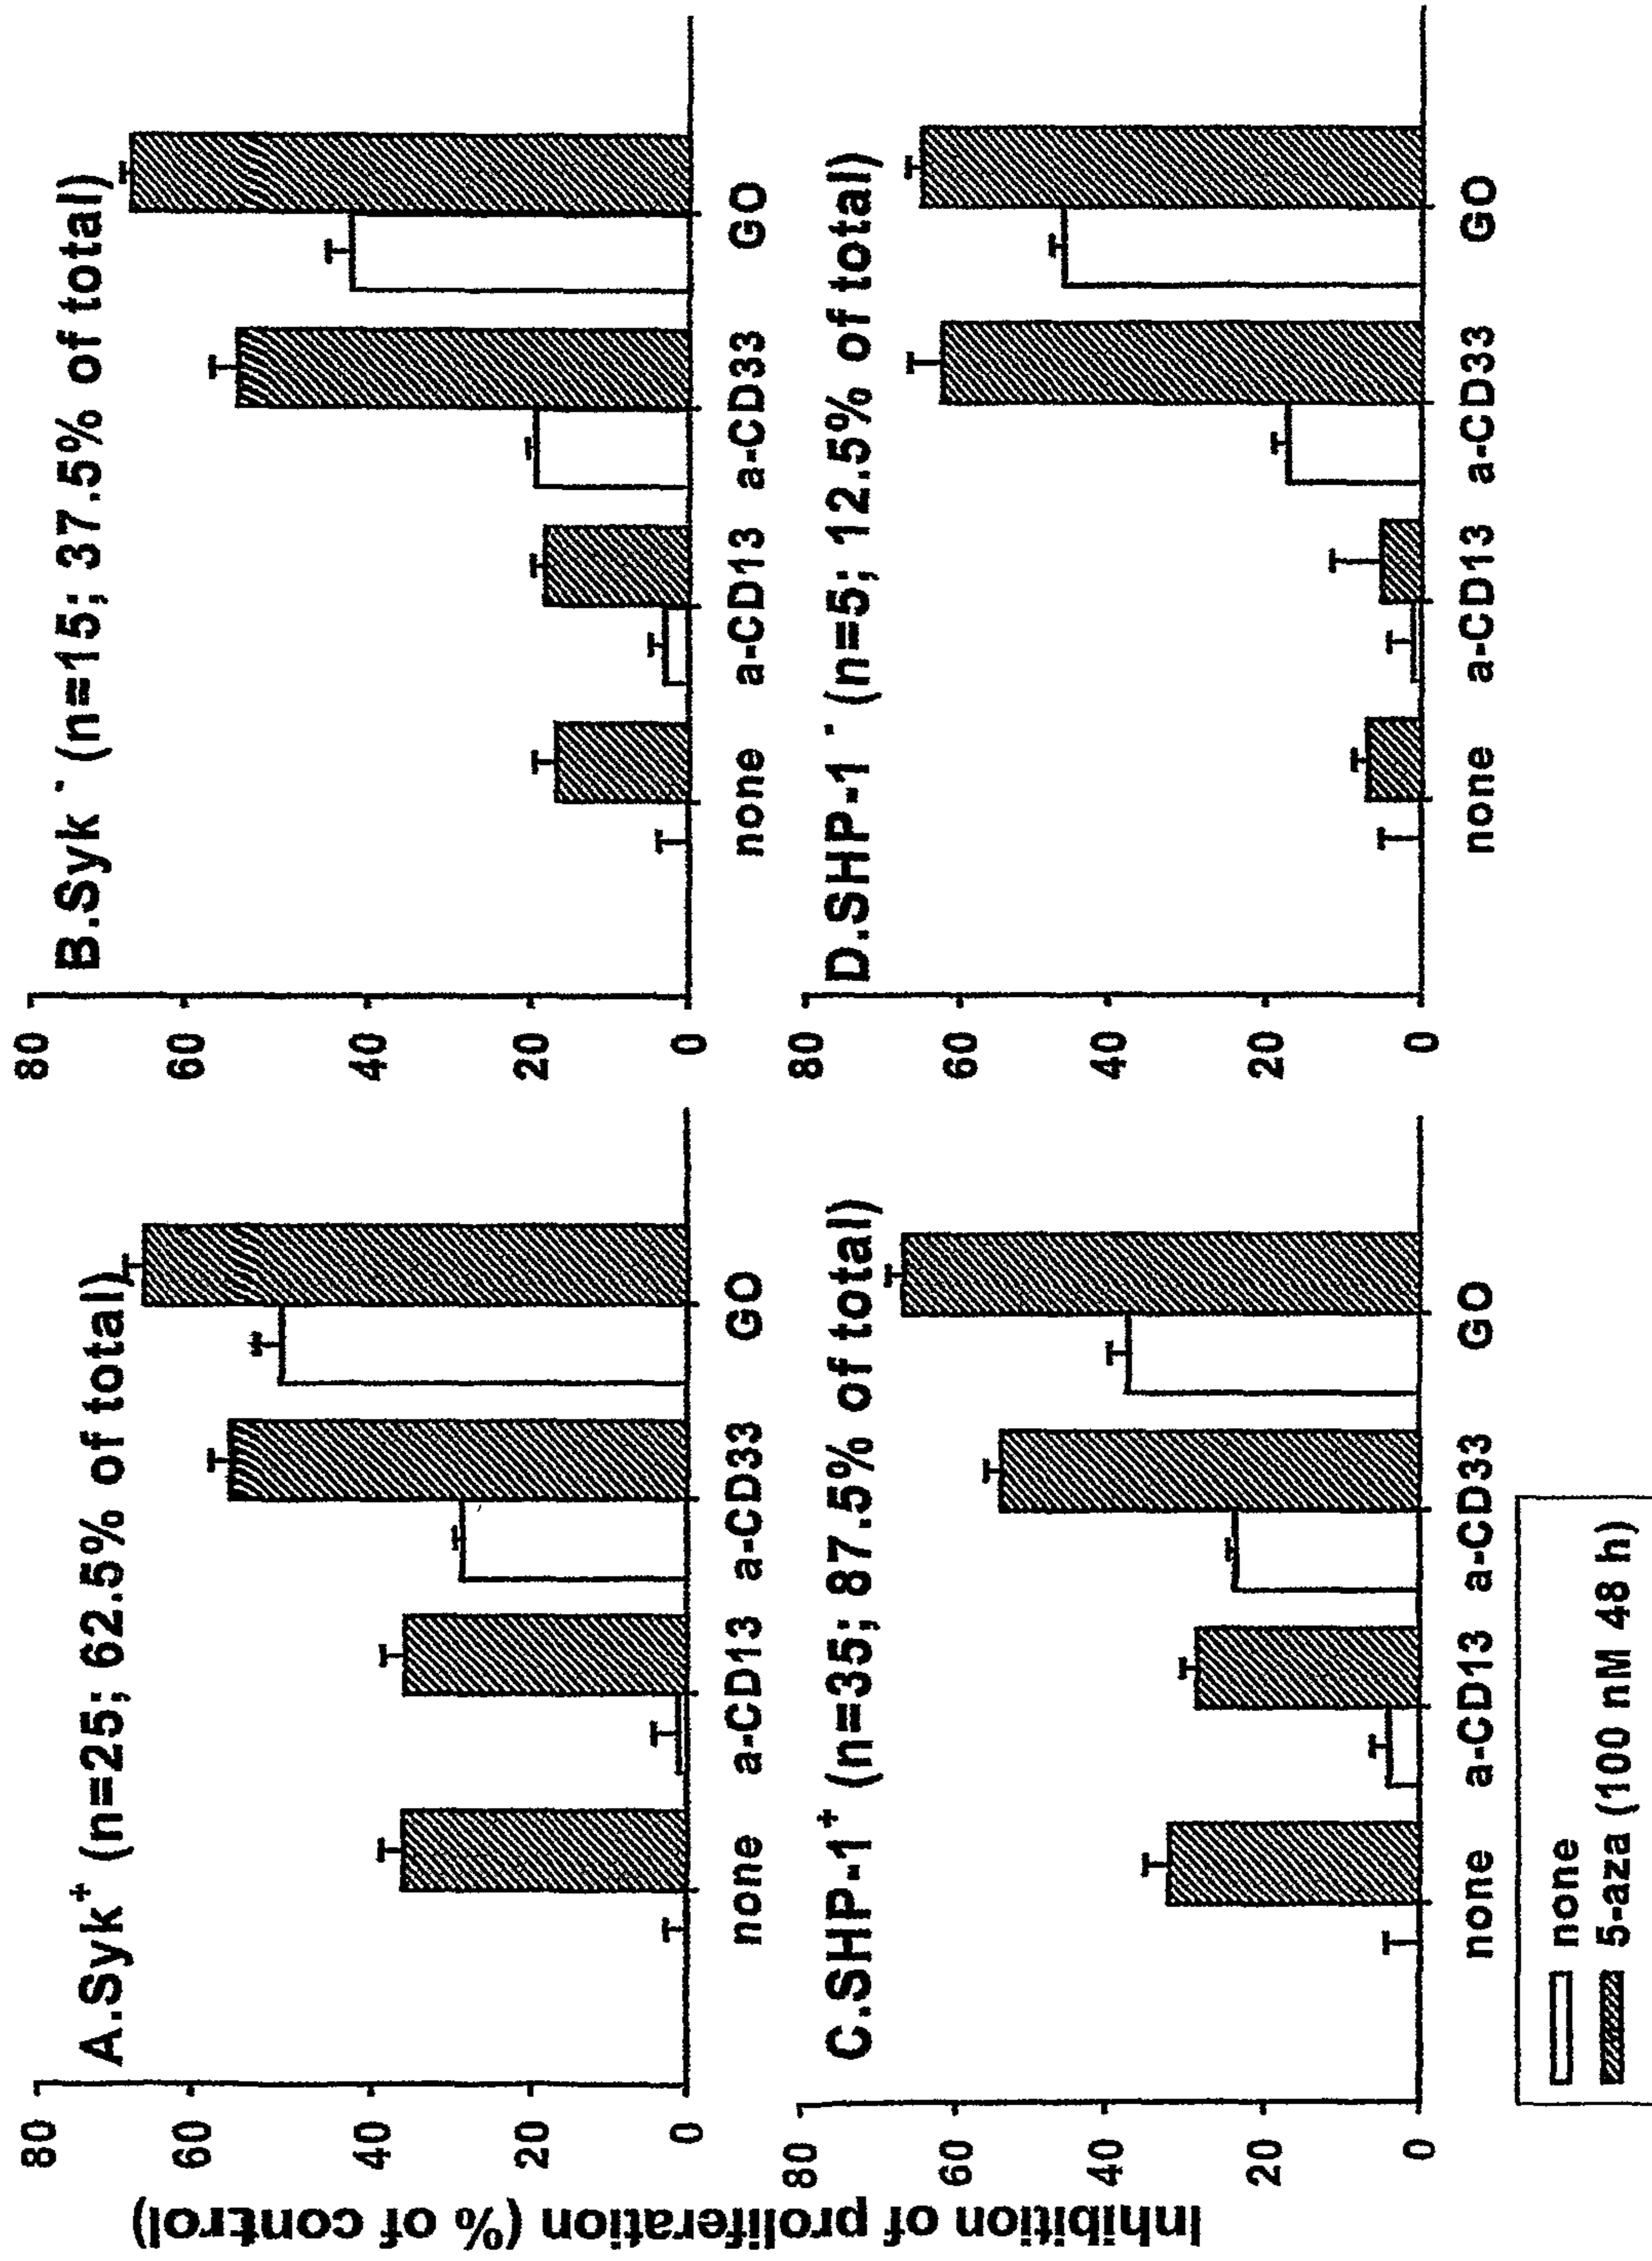 Inhibition of proliferation (% of control)
A.Syk⁺ (n=25; 62.5% of total)
80
60
40
20
0
none a-CD13 a-CD33 GO
B.Syk ⁻ (n=15; 37.5% of total)
80
60
40
20
0
none a-CD13 a-CD33 GO
C.SHP-1⁺ (n=35; 87.5% of total)
80
60
40
20
0
none a-CD13 a-CD33 GO
D.SHP-1 ⁻ (n=5; 12.5% of total)
80
60
40
20
0
none a-CD13 a-CD33 GO
none
5-aza (100 nM 48 h)